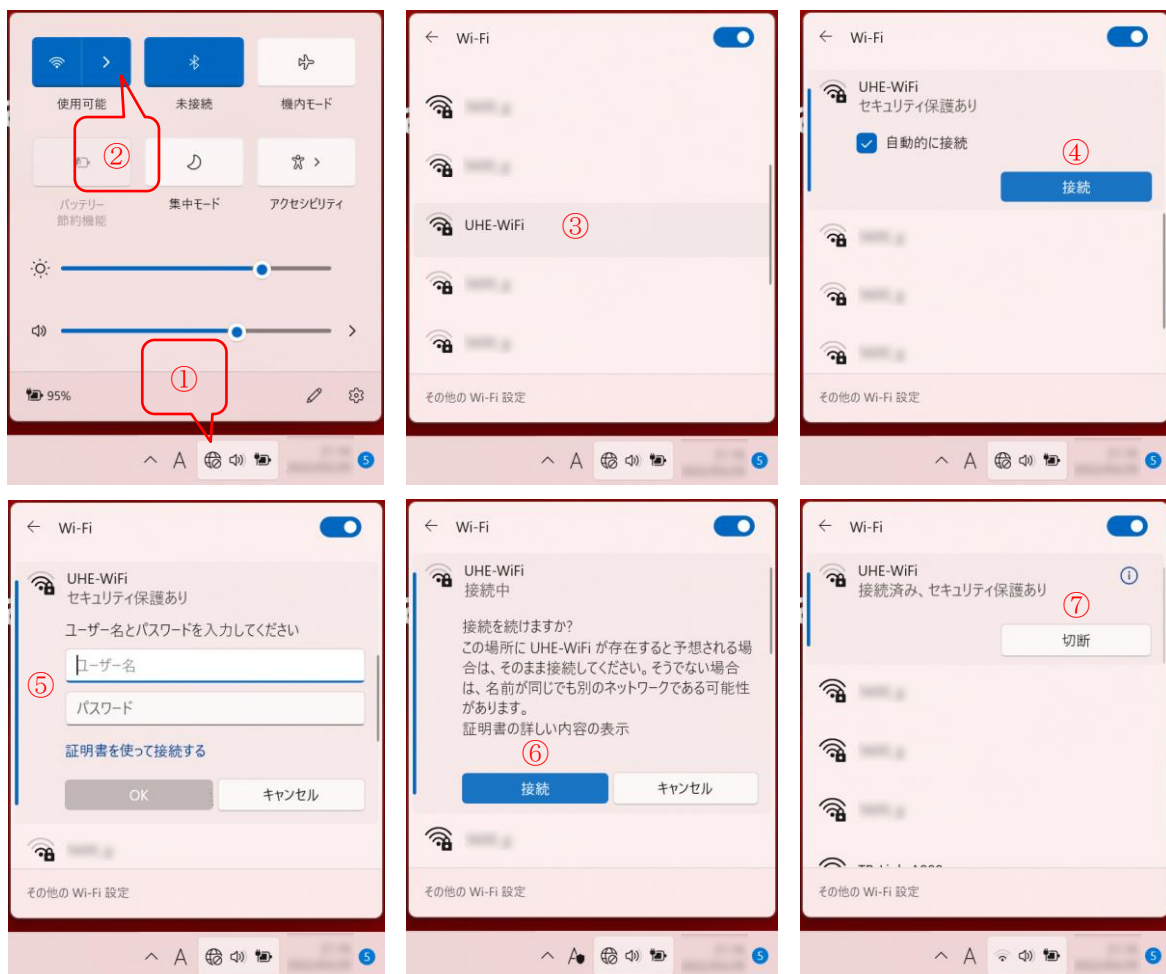 使用可能
未接続
機内モード
②
バッテリー
節約機能
集中モード
アクセシビリティ
①
95%
A
5
← Wi-Fi
UHE-WiFi ③
その他の Wi-Fi 設定
A
5
← Wi-Fi
UHE-WiFi
セキュリティ保護あり
自動的に接続
④
接続
その他の Wi-Fi 設定
A
5
← Wi-Fi
UHE-WiFi
セキュリティ保護あり
ユーザー名とパスワードを入力してください
⑤
ユーザー名
パスワード
証明書を使って接続する
OK
キャンセル
その他の Wi-Fi 設定
A
5
← Wi-Fi
UHE-WiFi
接続中
接続を続けますか?
この場所に UHE-WiFi が存在すると予想される場
合は、そのまま接続してください。そうでない場合
は、名前が同じでも別のネットワークである可能性
があります。
証明書の詳しい内容の表示
⑥
接続
キャンセル
その他の Wi-Fi 設定
A
5
← Wi-Fi
UHE-WiFi
接続済み、セキュリティ保護あり
⑦
切断
その他の Wi-Fi 設定
A
5